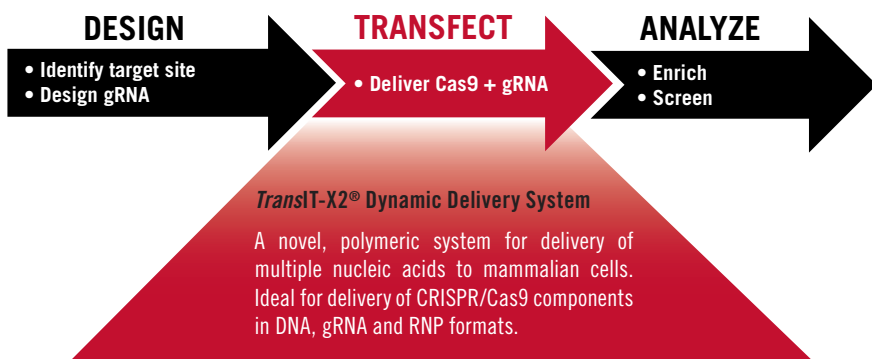 DESIGN
• Identify target site
• Design gRNA
TRANSFECT
• Deliver Cas9 + gRNA
ANALYZE
• Enrich
• Screen
TransIT-X2® Dynamic Delivery System
A novel, polymeric system for delivery of
multiple nucleic acids to mammalian cells.
Ideal for delivery of CRISPR/Cas9 components
in DNA, gRNA and RNP formats.